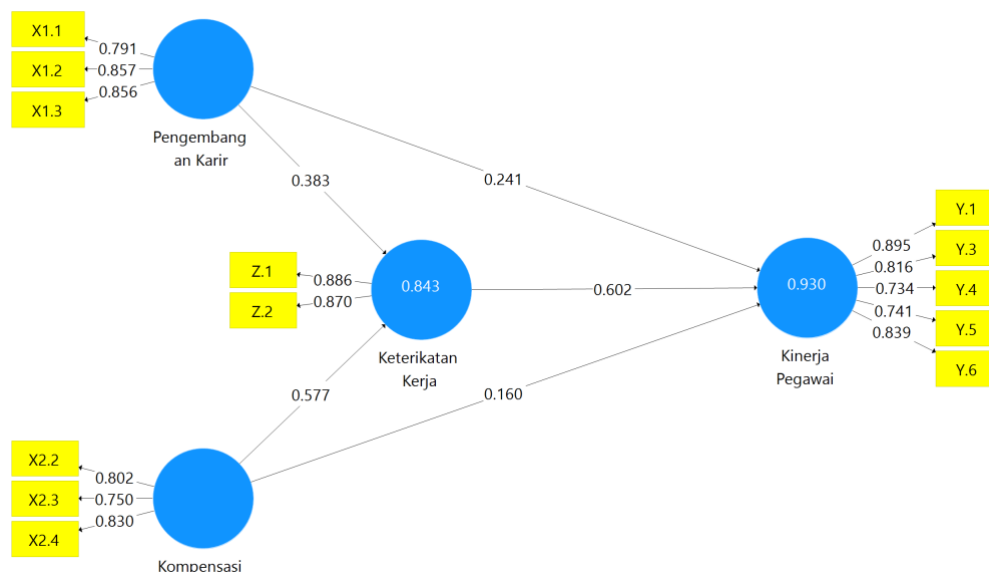 X1.1
0.791
X1.2
0.857
0.856
X1.3
Pengembang
an Karir
0.383
0.241
Z.1
0.886
Z.2
0.870
0.843
Keterikatan
Kerja
0.602
0.930
Kinerja
Pegawai
Y.1
0.895
Y.3
0.816
0.734
Y.4
0.741
Y.5
0.839
Y.6
0.577
0.160
X2.2
0.802
X2.3
0.750
0.830
X2.4
Kompensasi